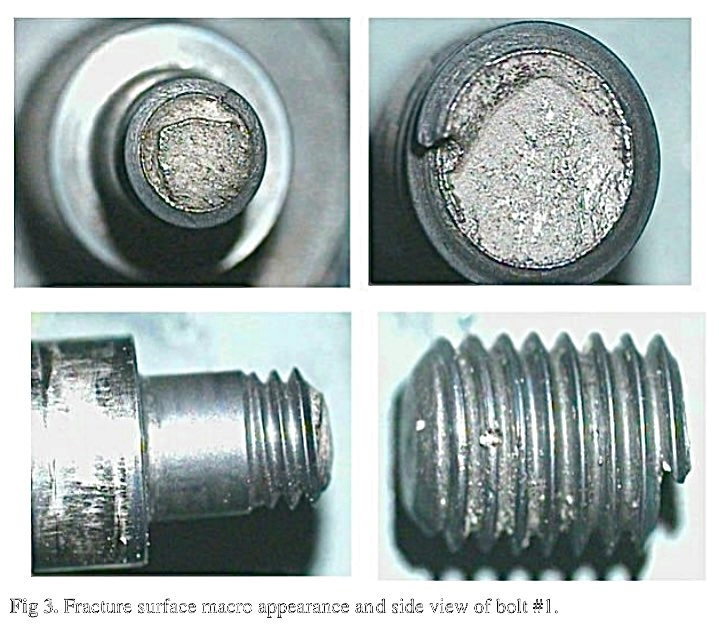 Fig 3. Fracture surface macro appearance and side view of bolt #1.